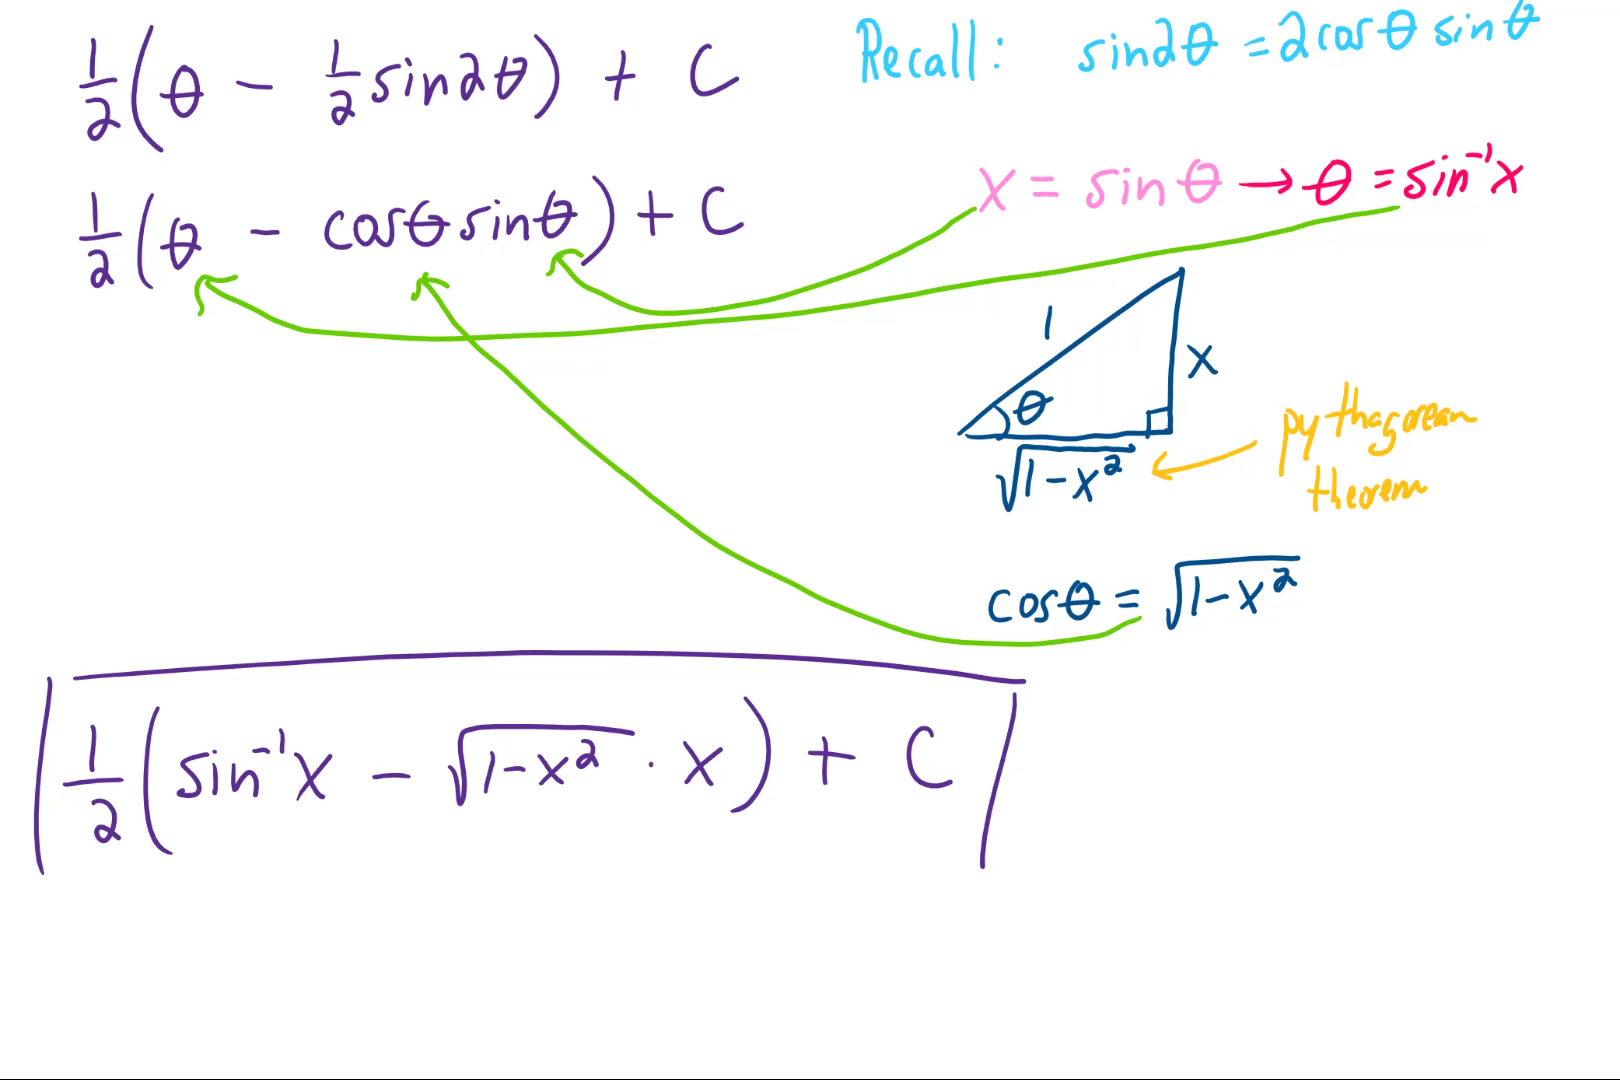 1/2(θ − 1/2 sin2θ) + C
Recall: sin2θ = 2cosθ sinθ
1/2(θ − cosθ sinθ) + C
x = sinθ → θ = sin⁻¹x
1
x
θ
√(1−x²)
pythagorean
theorem
cosθ = √(1−x²)
1/2(sin⁻¹x − √(1−x²) · x) + C